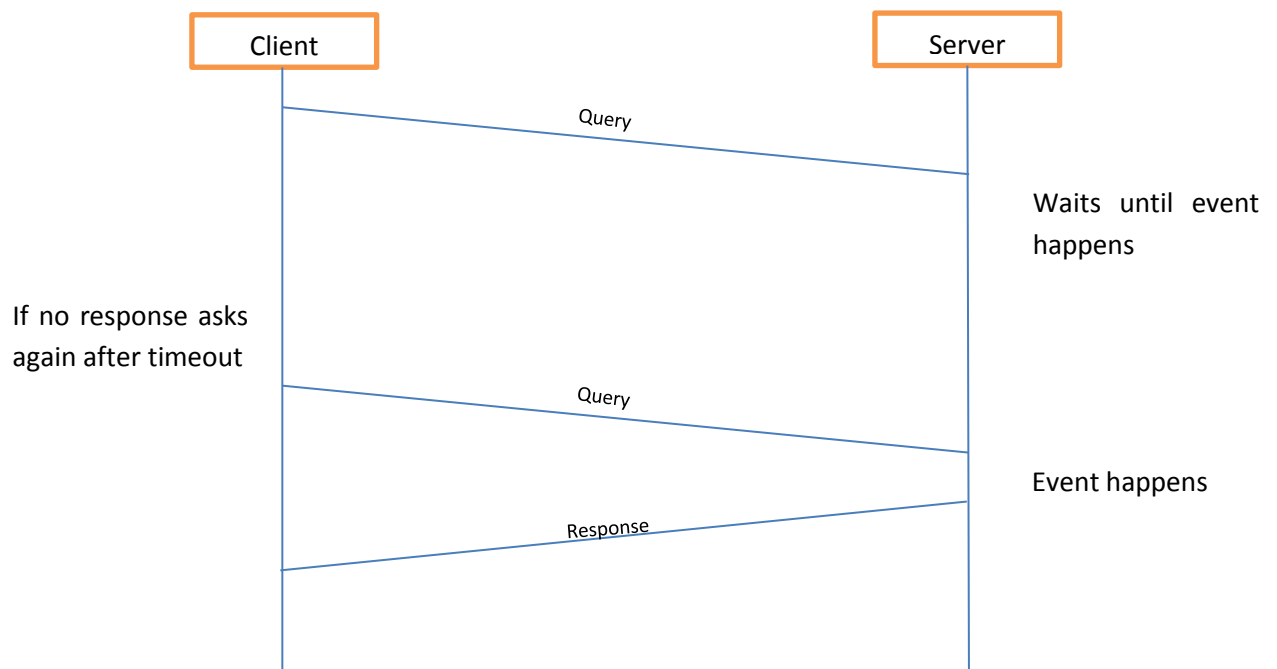 Client
Server
Query
Waits until event
happens
If no response asks
again after timeout
Query
Event happens
Response